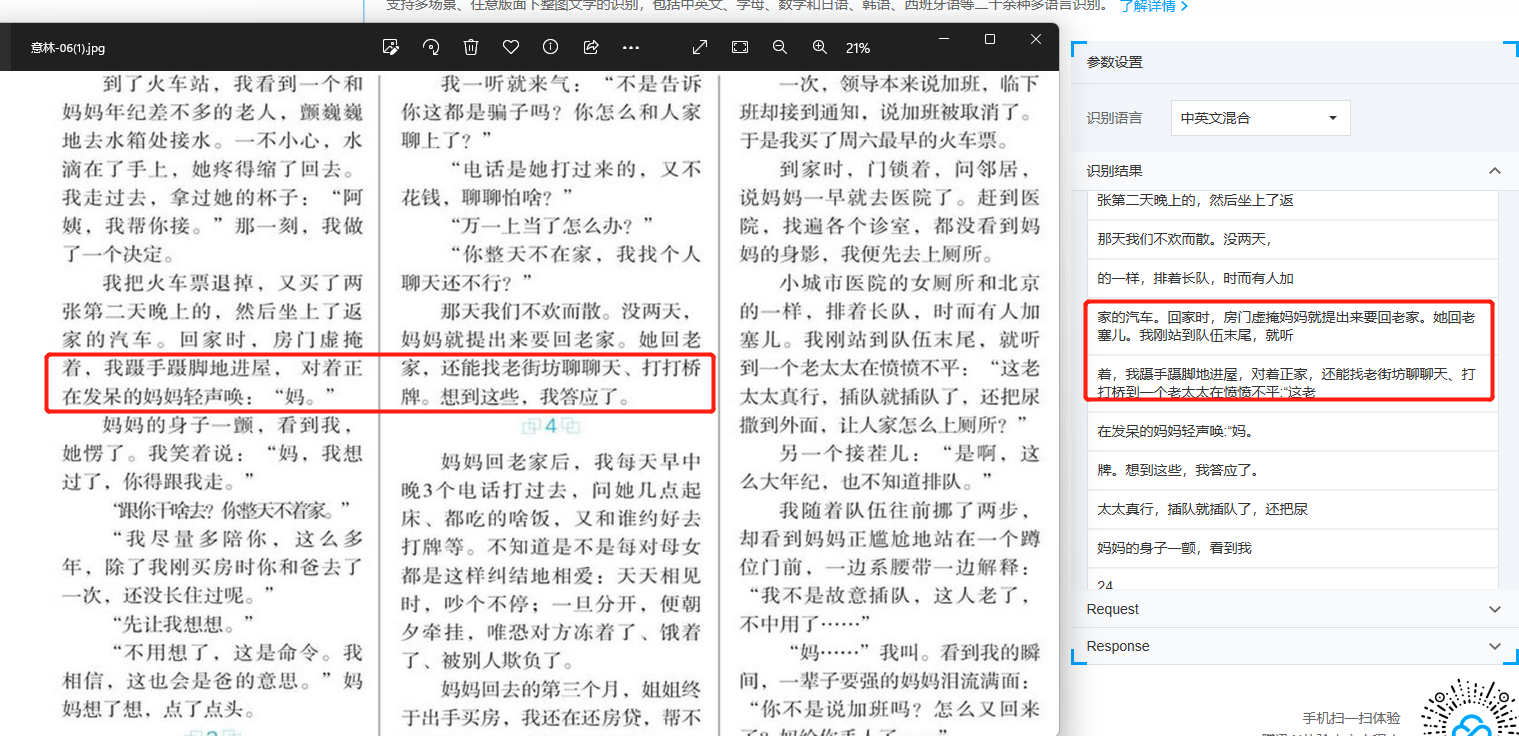 支持多场景、任意版面下整图文字的识别，包括中英文、字母、数字和日语、韩语、西班牙语等二十余种多语言识别。 了解详情
意林-06(1).jpg
21%
到了火车站，我看到一个和
妈妈年纪差不多的老人，颤巍巍
地去水箱处接水。一不小心，水
滴在了手上，她疼得缩了回去。
我走过去，拿过她的杯子：“阿
姨，我帮你接。”那一刻，我做
了一个决定。
我把火车票退掉，又买了两
张第二天晚上的，然后坐上了返
家的汽车。回家时，房门虚掩
着，我蹑手蹑脚地进屋，对着正
在发呆的妈妈轻声唤：“妈。”
妈妈的身子一颤，看到我，
她愣了。我笑着说：“妈，我想
过了，你得跟我走。”
“跟你干啥去？你整天不着家。”
“我尽量多陪你，这么多
年，除了我刚买房时你和爸去了
一次，还没长住过呢。”
“先让我想想。”
“不用想了，这是命令。我
相信，这也会是爸的意思。”妈
妈想了想，点了点头。
我一听就来气：“不是告诉
你这都是骗子吗？你怎么和人家
聊上了？”
“电话是她打过来的，又不
花钱，聊聊怕啥？”
“万一上当了怎么办？”
“你整天不在家，我找个人
聊天还不行？”
那天我们不欢而散。没两天，
妈妈就提出来要回老家。她回老
家，还能找老街坊聊聊天、打打桥
牌。想到这些，我答应了。
4
妈妈回老家后，我每天早中
晚3个电话打过去，问她几点起
床、都吃的啥饭，又和谁约好去
打牌等。不知道是不是每对母女
都是这样纠结地相爱：天天相见
时，吵个不停；一旦分开，便朝
夕牵挂，唯恐对方冻着了、饿着
了、被别人欺负了。
妈妈回去的第三个月，姐姐终
于出手买房，我还在还房贷，帮不
一次，领导本来说加班，临下
班却接到通知，说加班被取消了。
于是我买了周六最早的火车票。
到家时，门锁着，问邻居，
说妈妈一早就去医院了。赶到医
院，找遍各个诊室，都没看到妈
妈的身影，我便先去上厕所。
小城市医院的女厕所和北京
的一样，排着长队，时而有人加
塞儿。我刚站到队伍末尾，就听
到一个老太太在愤愤不平：“这老
太太真行，插队就插队了，还把尿
撒到外面，让人家怎么上厕所？”
另一个接茬儿：“是啊，这
么大年纪，也不知道排队。”
我随着队伍往前挪了两步，
却看到妈妈正尴尬地站在一个蹲
位门前，一边系腰带一边解释：
“我不是故意插队，这人老了，
不中用了……”
“妈……”我叫。看到我的瞬
间，一辈子要强的妈妈泪流满面：
“你不是说加班吗？怎么又回来
参数设置
识别语言
中英文混合
识别结果
张第二天晚上的，然后坐上了返
那天我们不欢而散。没两天，
的一样，排着长队，时而有人加
家的汽车。回家时，房门虚掩妈妈就提出来要回老家。她回老
塞儿。我刚站到队伍末尾，就听
着，我蹑手蹑脚地进屋，对着正家，还能找老街坊聊聊天、打
打桥到一个老太太在愤愤不平:“这老
在发呆的妈妈轻声唤:“妈。
牌。想到这些，我答应了。
太太真行，插队就插队了，还把尿
妈妈的身子一颤，看到我
24
Request
Response
手机扫一扫体验